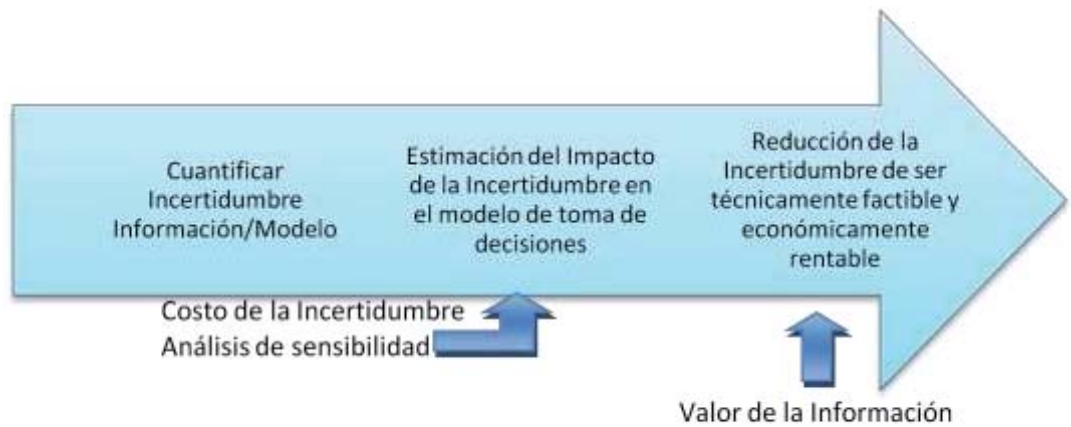 Cuantificar
Incertidumbre
Información/Modelo
Estimación del Impacto
de la Incertidumbre en
el modelo de toma de
decisiones
Reducción de la
Incertidumbre de ser
técnicamente factible y
económicamente
rentable
Costo de la Incertidumbre
Análisis de sensibilidad
Valor de la Información